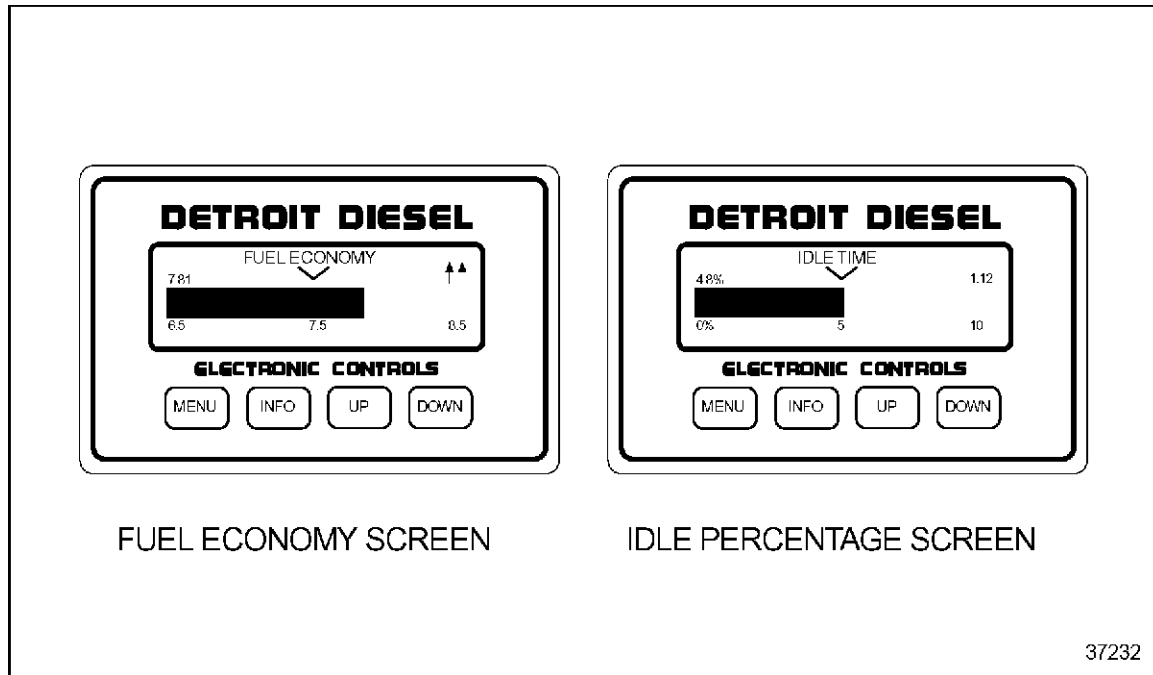 DETROIT DIESEL
FUEL ECONOMY
7.81
6.5 7.5 8.5
ELECTRONIC CONTROLS
MENU INFO UP DOWN
FUEL ECONOMY SCREEN
DETROIT DIESEL
IDLE TIME
4.8% 1.12
0% 5 10
ELECTRONIC CONTROLS
MENU INFO UP DOWN
IDLE PERCENTAGE SCREEN
37232